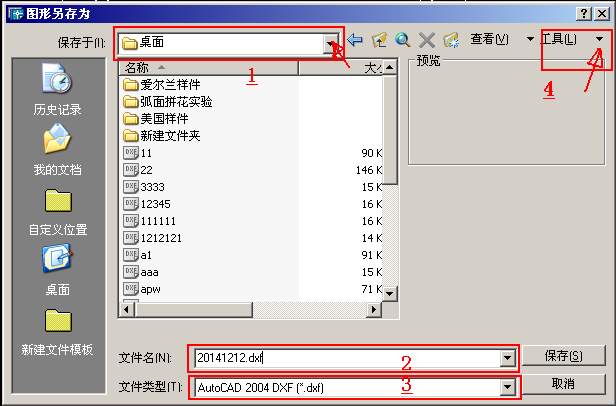 图形另存为
保存于(I):
桌面
查看(V)
工具(L)
名称
大小
预览
1
4
历史记录
我的文档
自定义位置
桌面
新建文件模板
爱尔兰样件
弧面拼花实验
美国样件
新建文件夹
11 90 K
22 146 K
3333 15 K
12345 16 K
111111 16 K
1212121 14 K
a1 91 K
aaa 15 K
apw 71 K
文件名(N):
20141212.dxf
2
保存(S)
文件类型(T):
AutoCAD 2004 DXF (*.dxf)
3
取消